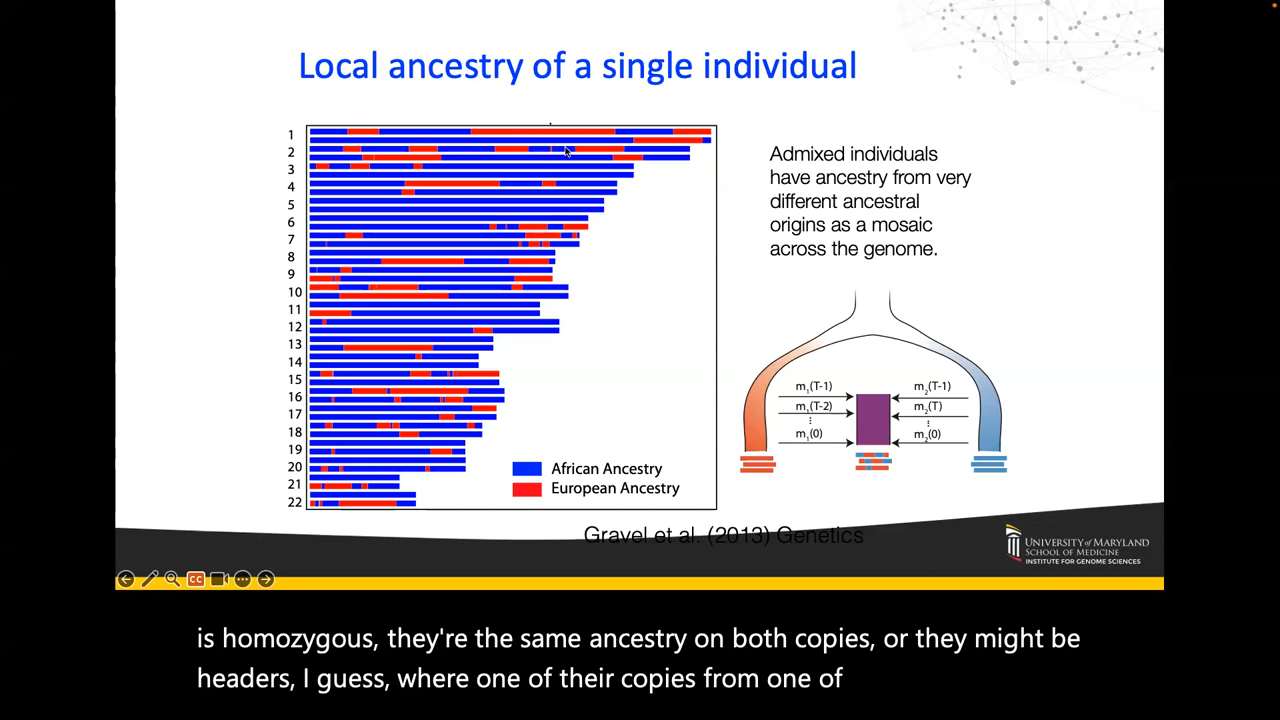 Local ancestry of a single individual
1
2
3
4
5
6
7
8
9
10
11
12
13
14
15
16
17
18
19
20
21
22
African Ancestry
European Ancestry
Admixed individuals
have ancestry from very
different ancestral
origins as a mosaic
across the genome.
m₁(T-1)
m₁(T-2)
⋮
m₁(0)
m₂(T-1)
m₂(T)
⋮
m₂(0)
Gravel et al. (2013) Genetics
UNIVERSITY of MARYLAND
SCHOOL OF MEDICINE
INSTITUTE FOR GENOME SCIENCES
CC
is homozygous, they're the same ancestry on both copies, or they might be
headers, I guess, where one of their copies from one of